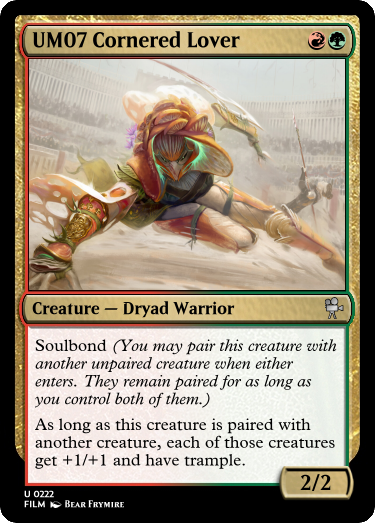 UM07 Cornered Lover
Creature — Dryad Warrior
Soulbond (You may pair this creature with
another unpaired creature when either
enters. They remain paired for as long as
you control both of them.)
As long as this creature is paired with
another creature, each of those creatures
get +1/+1 and have trample.
2/2
U 0222
FILM Bear Frymire